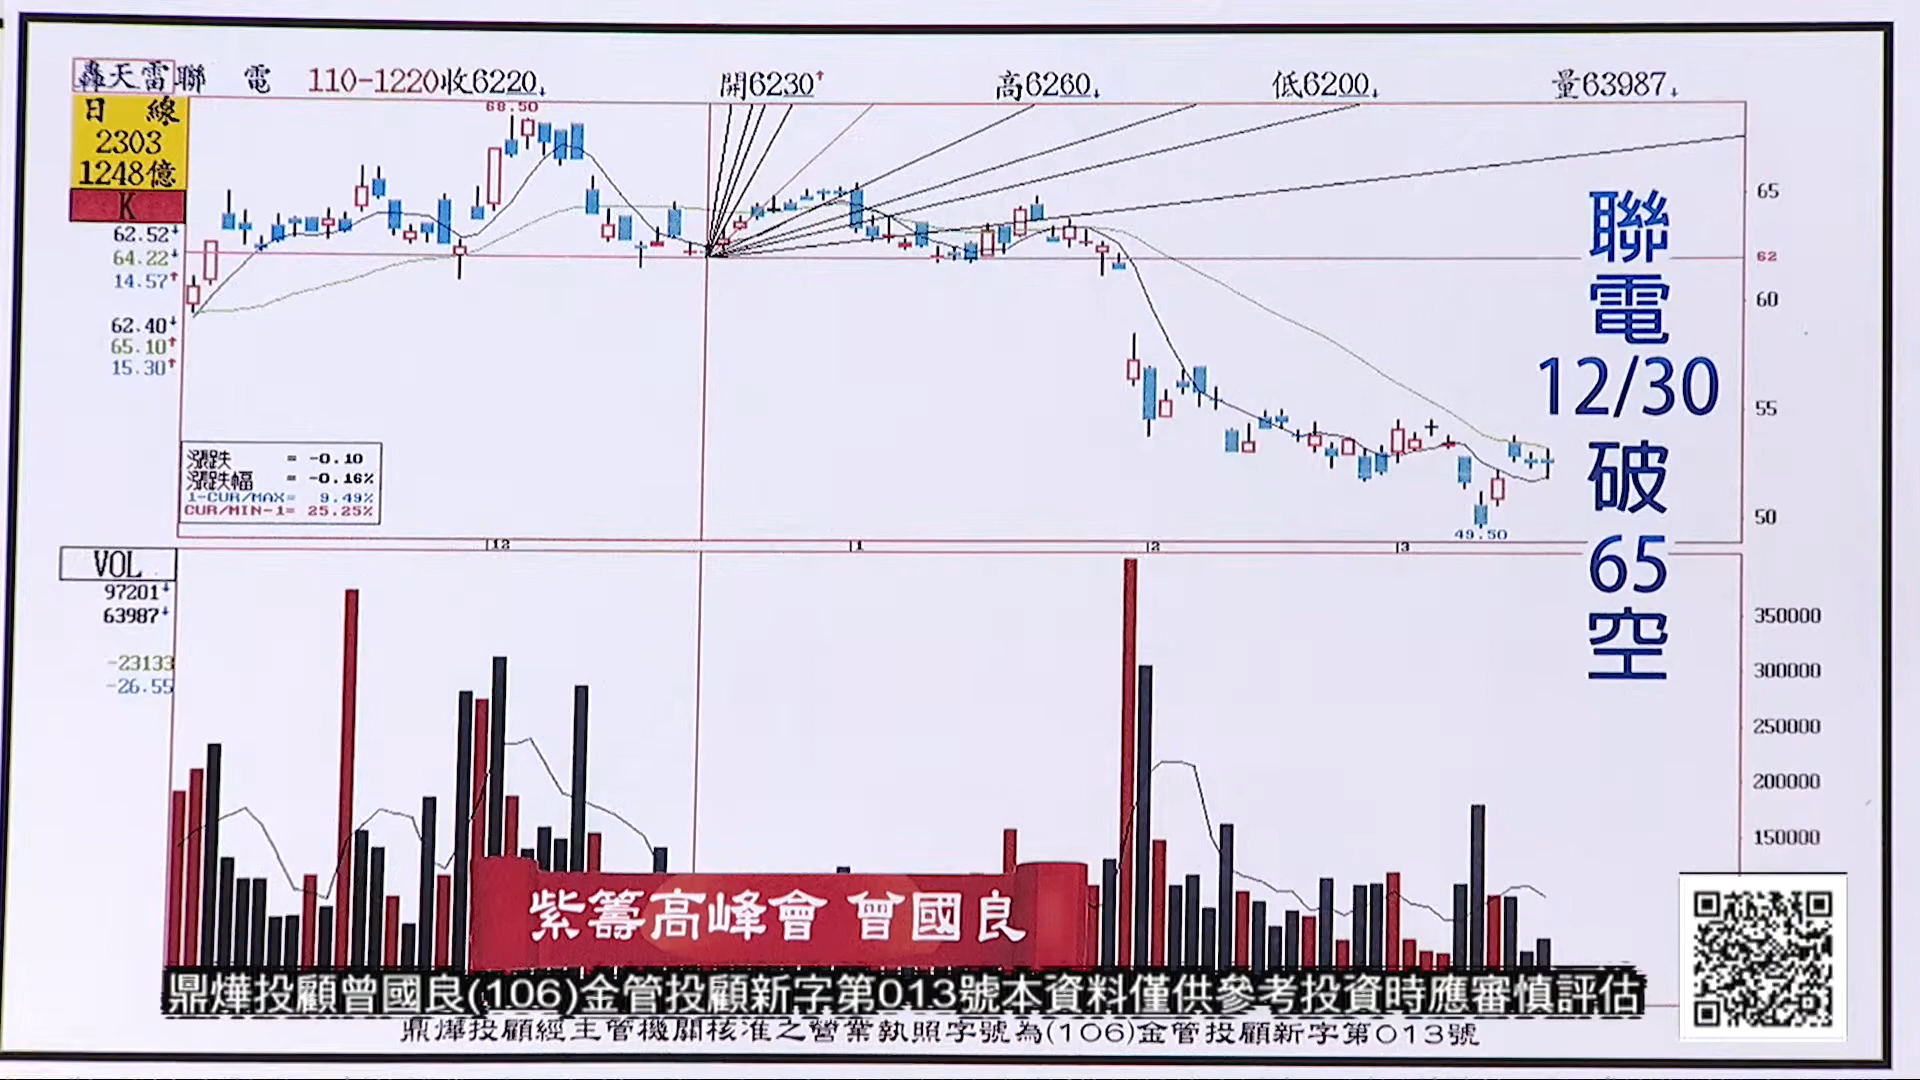 轟天雷聯 電 110-1220收6220↓ 開6230↑ 高6260↓ 低6200↓ 量63987↓
日 線
2303
1248億
K
62.52↓
64.22↓
14.57↑
62.40↓
65.10↑
15.30↑
68.50
65
62
60
55
50
49.50
漲跌 = -0.10
漲跌幅 = -0.16%
1-CUR/MAX= 9.49%
CUR/MIN-1= 25.25%
12
1
2
3
聯
電
12/30
破
65
空
VOL
97201↓
63987↓
-23133
-26.55
350000
300000
250000
200000
150000
紫籌高峰會 曾國良
鼎燁投顧曾國良(106)金管投顧新字第013號本資料僅供參考投資時應審慎評估
鼎燁投顧經主管機關核准之營業執照字號為(106)金管投顧新字第013號